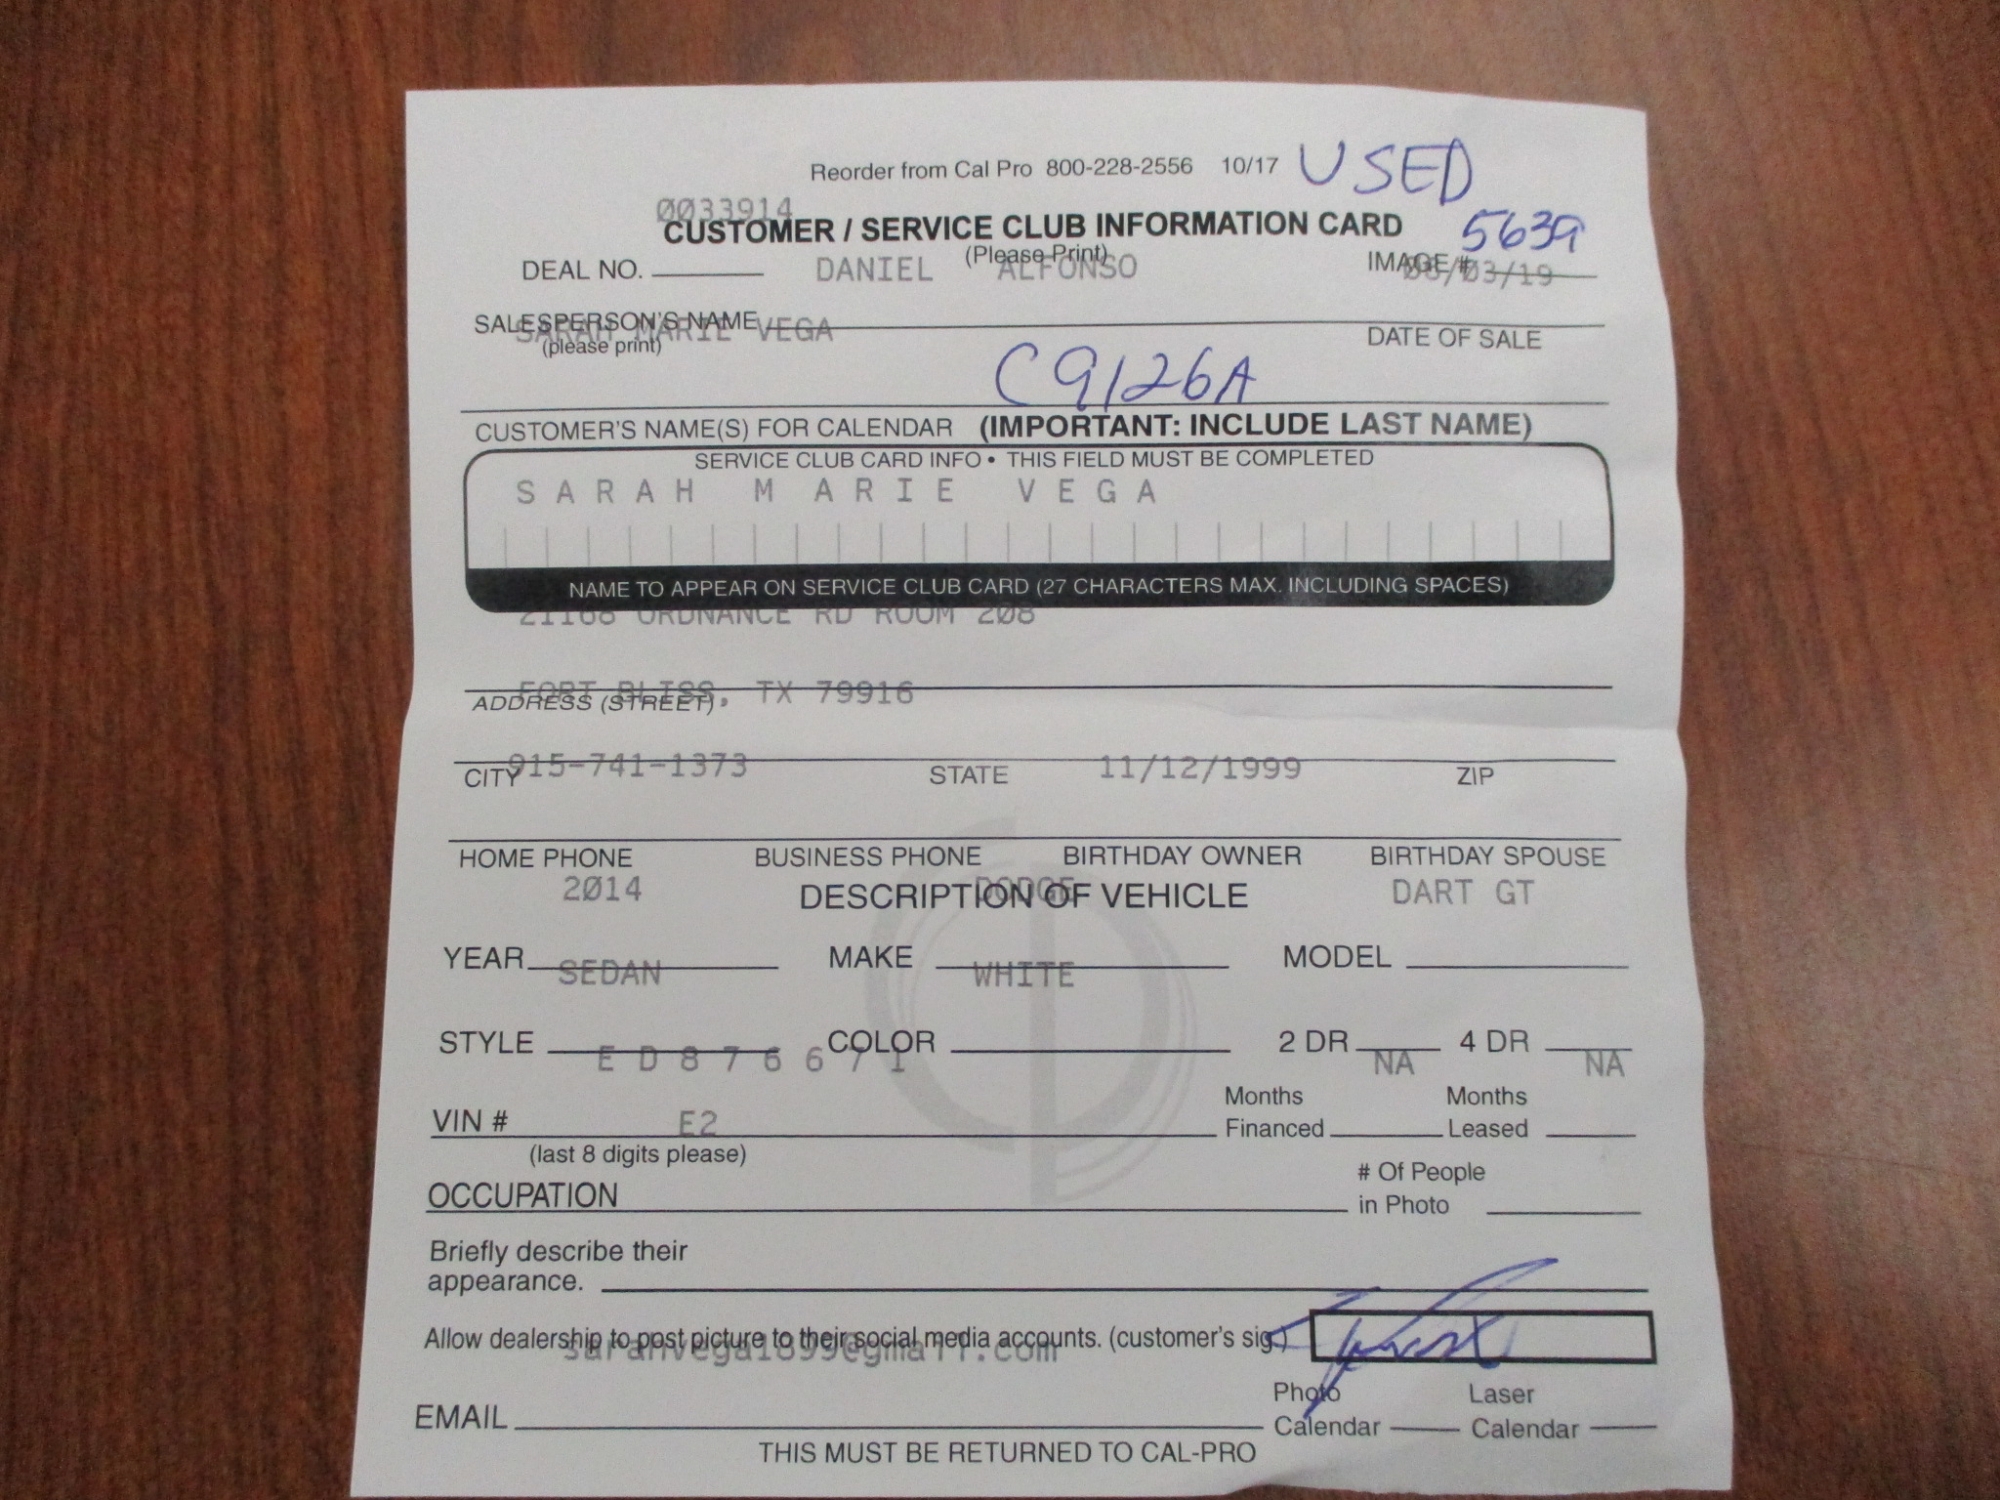 Reorder from Cal Pro 800-228-2556 10/17 USED
0033914
CUSTOMER / SERVICE CLUB INFORMATION CARD 5639
(Please Print)
DEAL NO. DANIEL ALFONSO IMAGE # /03/19
SALESPERSON'S NAME
SARAH MARIE VEGA
(please print) DATE OF SALE
C9126A
CUSTOMER'S NAME(S) FOR CALENDAR (IMPORTANT: INCLUDE LAST NAME)
SERVICE CLUB CARD INFO • THIS FIELD MUST BE COMPLETED
SARAH MARIE VEGA
NAME TO APPEAR ON SERVICE CLUB CARD (27 CHARACTERS MAX. INCLUDING SPACES)
21168 ORDNANCE RD ROOM 208
FORT BLISS, TX 79916
ADDRESS (STREET)
915-741-1373 11/12/1999
CITY STATE ZIP
HOME PHONE BUSINESS PHONE BIRTHDAY OWNER BIRTHDAY SPOUSE
2014 DODGE DART GT
DESCRIPTION OF VEHICLE
YEAR MAKE MODEL
SEDAN WHITE
STYLE COLOR 2 DR 4 DR
ED876671 NA NA
Months Months
VIN # E2 Financed Leased
(last 8 digits please)
# Of People
OCCUPATION in Photo
Briefly describe their
appearance.
Allow dealership to post picture to their social media accounts. (customer's sig.)
sarahvega1899@gmail.com
Photo Laser
EMAIL Calendar Calendar
THIS MUST BE RETURNED TO CAL-PRO